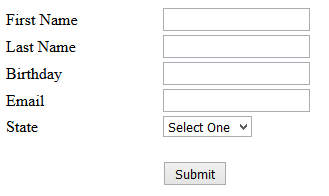 First Name
Last Name
Birthday
Email
State Select One
Submit